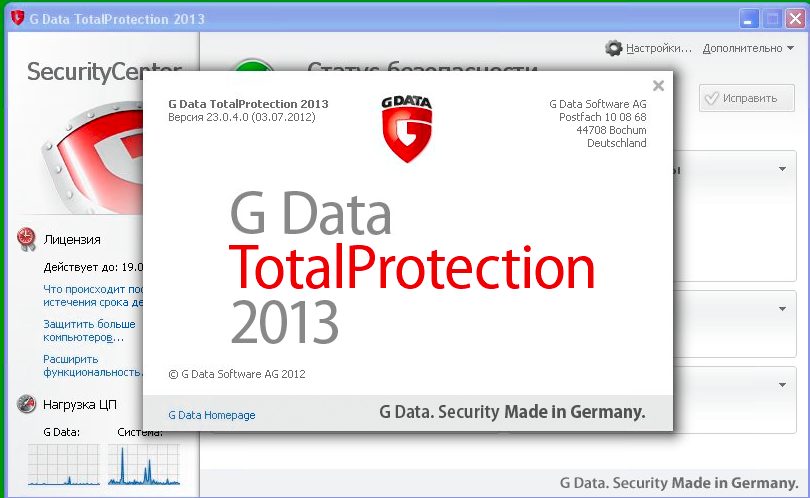 G Data TotalProtection 2013
Настройки... Дополнительно
SecurityCenter
Статус безопасности
Исправить
G Data TotalProtection 2013
Версия 23.0.4.0 (03.07.2012)
G DATA
G Data Software AG
Postfach 10 08 68
44708 Bochum
Deutschland
G Data
TotalProtection
2013
© G Data Software AG 2012
G Data Homepage
G Data. Security Made in Germany.
Лицензия
Действует до: 19.0
Что происходит
истечения срока
Защитить больше
компьютеров...
Расширить
функциональность
Нагрузка ЦП
G Data: Система:
G Data. Security Made in Germany.